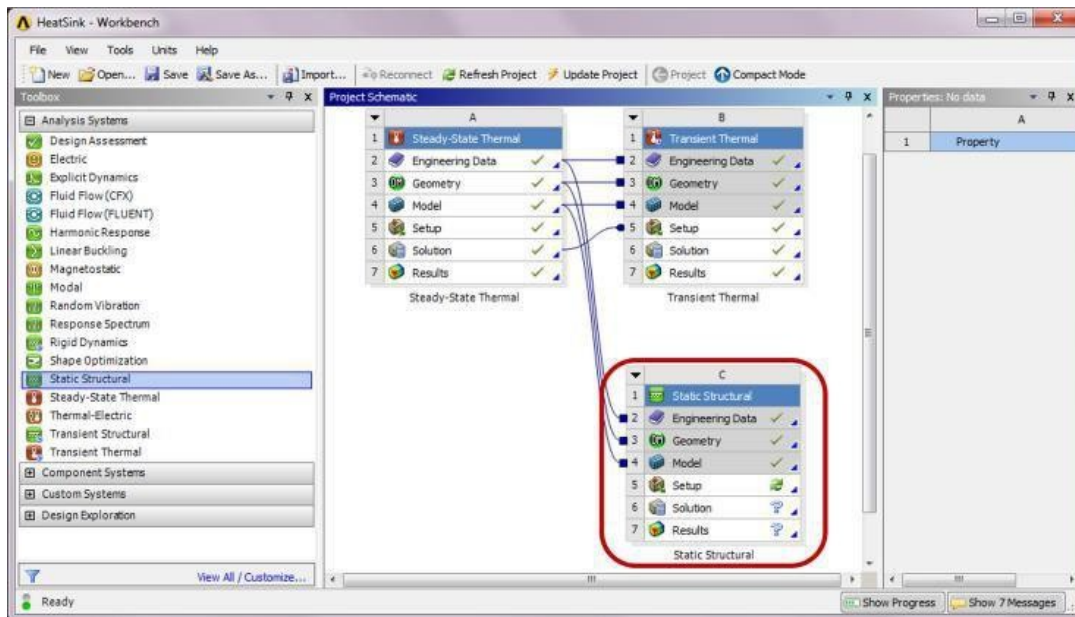 HeatSink - Workbench
File View Tools Units Help
New Open... Save Save As... Import... Reconnect Refresh Project Update Project Project Compact Mode
Toolbox
Analysis Systems
Design Assessment
Electric
Explicit Dynamics
Fluid Flow (CFX)
Fluid Flow (FLUENT)
Harmonic Response
Linear Buckling
Magnetostatic
Modal
Random Vibration
Response Spectrum
Rigid Dynamics
Shape Optimization
Static Structural
Steady-State Thermal
Thermal-Electric
Transient Structural
Transient Thermal
Component Systems
Custom Systems
Design Exploration
View All / Customize...
Project Schematic
A
1 Steady-State Thermal
2 Engineering Data
3 Geometry
4 Model
5 Setup
6 Solution
7 Results
Steady-State Thermal
B
1 Transient Thermal
2 Engineering Data
3 Geometry
4 Model
5 Setup
6 Solution
7 Results
Transient Thermal
C
1 Static Structural
2 Engineering Data
3 Geometry
4 Model
5 Setup
6 Solution
7 Results
Static Structural
Properties: No data
A
1 Property
Ready
Show Progress Show 7 Messages